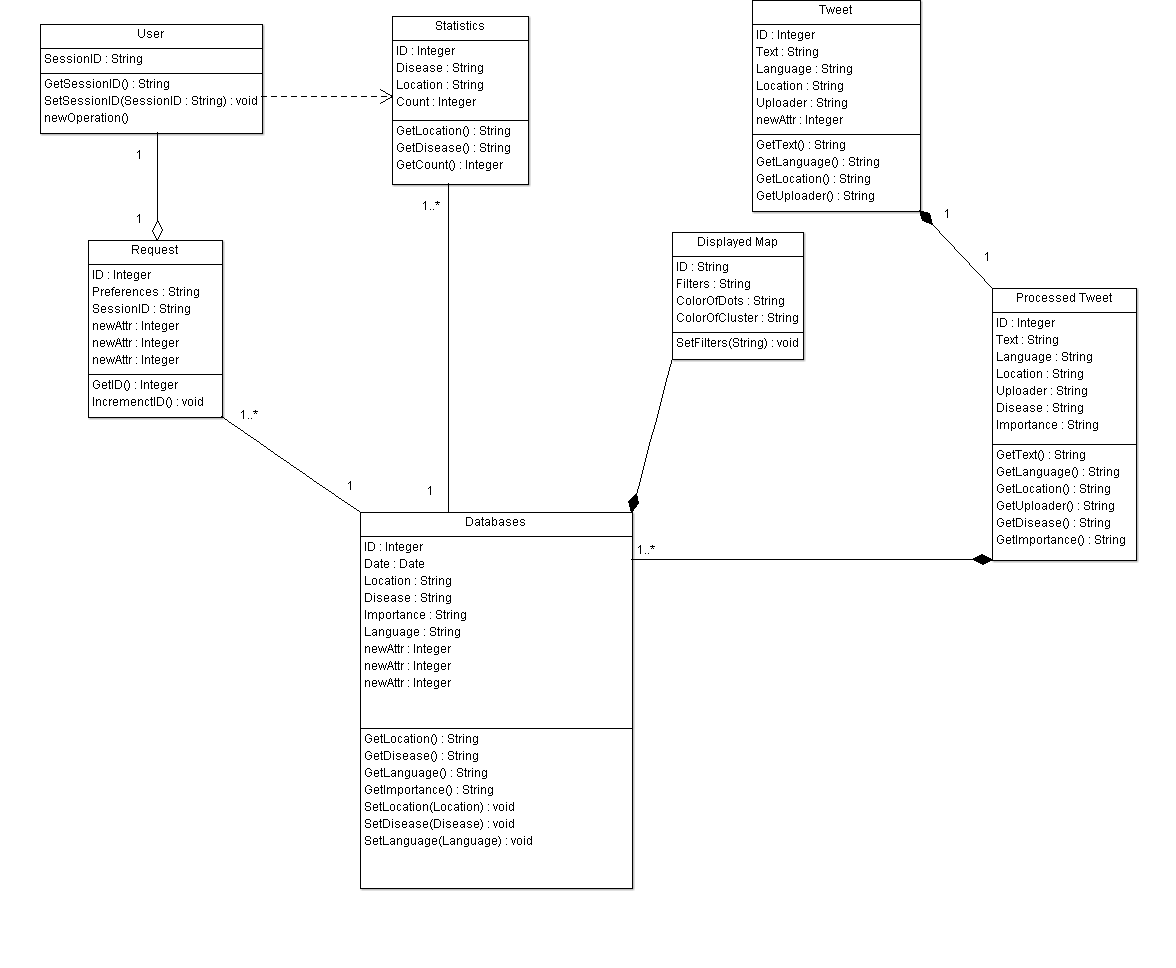 User
SessionID : String
GetSessionID() : String
SetSessionID(SessionID : String) : void
newOperation()
Statistics
ID : Integer
Disease : String
Location : String
Count : Integer
GetLocation() : String
GetDisease() : String
GetCount() : Integer
Tweet
ID : Integer
Text : String
Language : String
Location : String
Uploader : String
newAttr : Integer
GetText() : String
GetLanguage() : String
GetLocation() : String
GetUploader() : String
1
1
1..*
1
1
Request
ID : Integer
Preferences : String
SessionID : String
newAttr : Integer
newAttr : Integer
newAttr : Integer
GetID() : Integer
IncremenctID() : void
Displayed Map
ID : String
Filters : String
ColorOfDots : String
ColorOfCluster : String
SetFilters(String) : void
Processed Tweet
ID : Integer
Text : String
Language : String
Location : String
Uploader : String
Disease : String
Importance : String
GetText() : String
GetLanguage() : String
GetLocation() : String
GetUploader() : String
GetDisease() : String
GetImportance() : String
1..*
1
1
1..*
Databases
ID : Integer
Date : Date
Location : String
Disease : String
Importance : String
Language : String
newAttr : Integer
newAttr : Integer
newAttr : Integer
GetLocation() : String
GetDisease() : String
GetLanguage() : String
GetImportance() : String
SetLocation(Location) : void
SetDisease(Disease) : void
SetLanguage(Language) : void